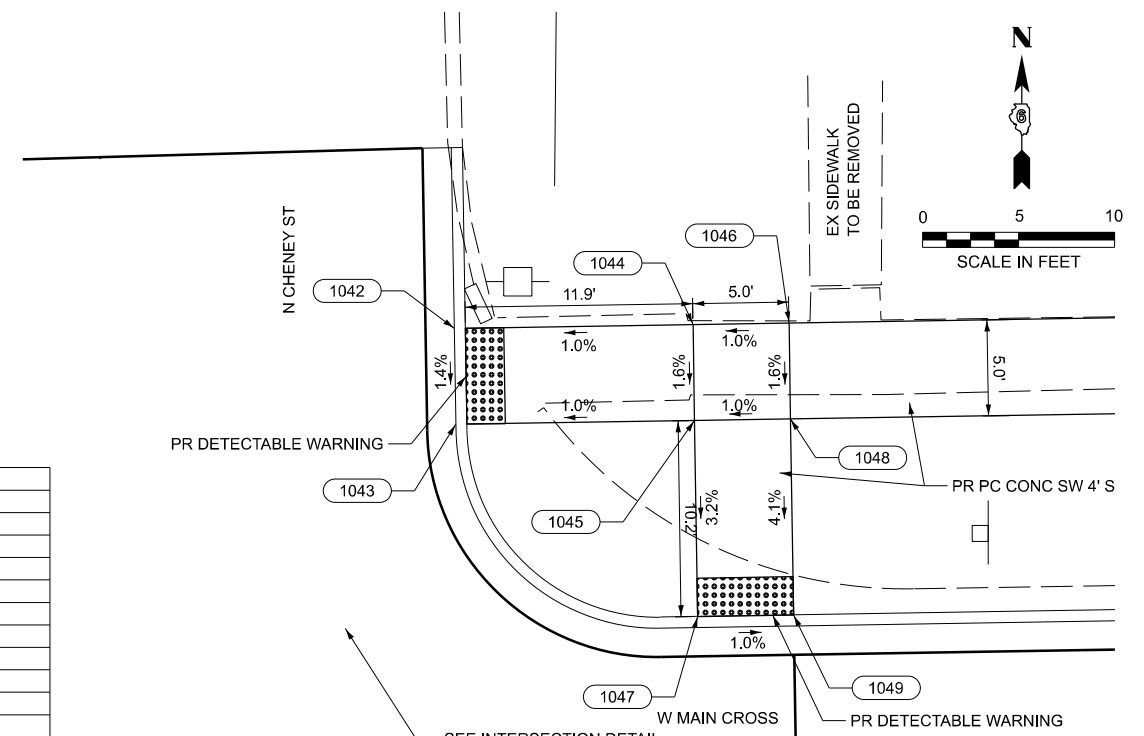 N
EX SIDEWALK
TO BE REMOVED
0 5 10
SCALE IN FEET
N CHENEY ST
1046
1044
1042
11.9'
5.0'
1.0%
1.0%
1.4%
1.6%
1.6%
5.0'
1.0%
1.0%
PR DETECTABLE WARNING
1043
1048
PR PC CONC SW 4' S
1045
10.2'
3.2%
4.1%
1.0%
1047
1049
W MAIN CROSS
PR DETECTABLE WARNING
SEE INTERSECTION DETAIL